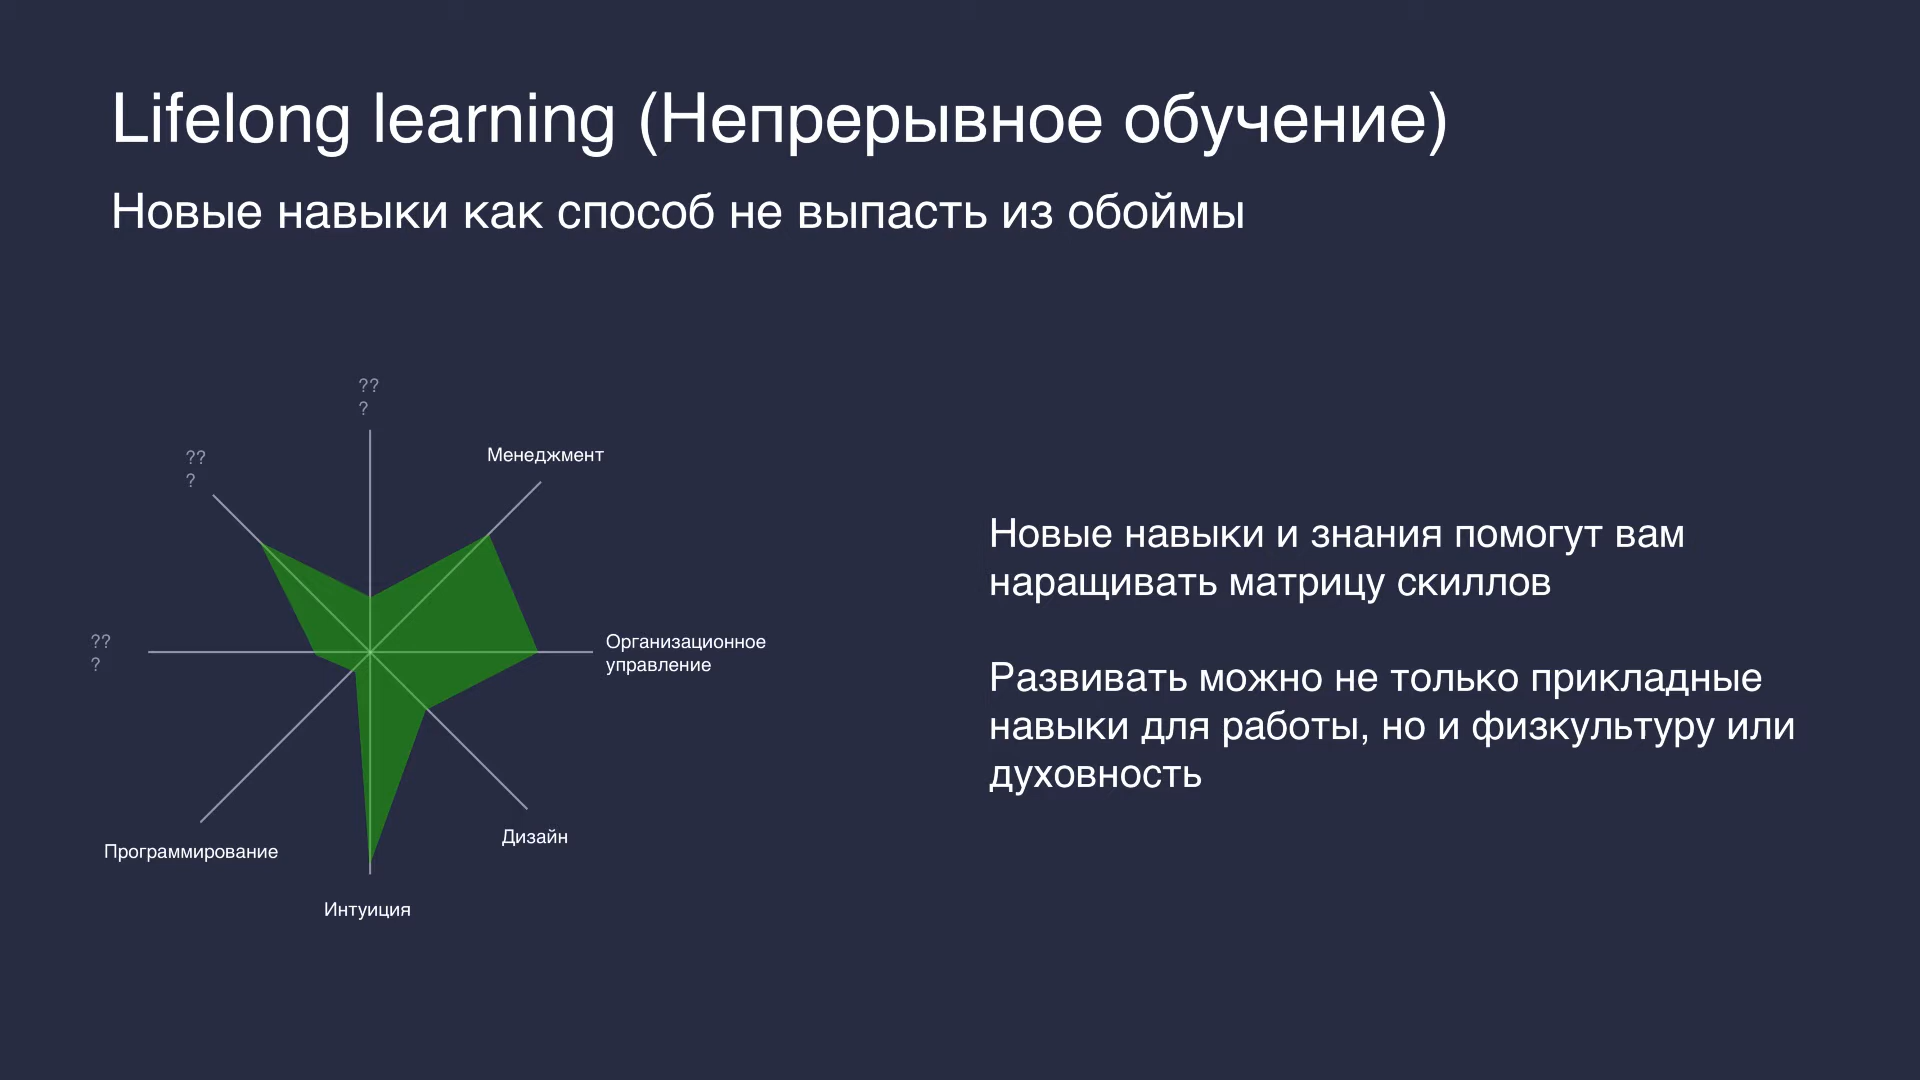 Lifelong learning (Непрерывное обучение)
Новые навыки как способ не выпасть из обоймы
??
?
Менеджмент
??
?
??
?
Организационное
управление
Программирование
Дизайн
Интуиция
Новые навыки и знания помогут вам
наращивать матрицу скиллов
Развивать можно не только прикладные
навыки для работы, но и физкультуру или
духовность